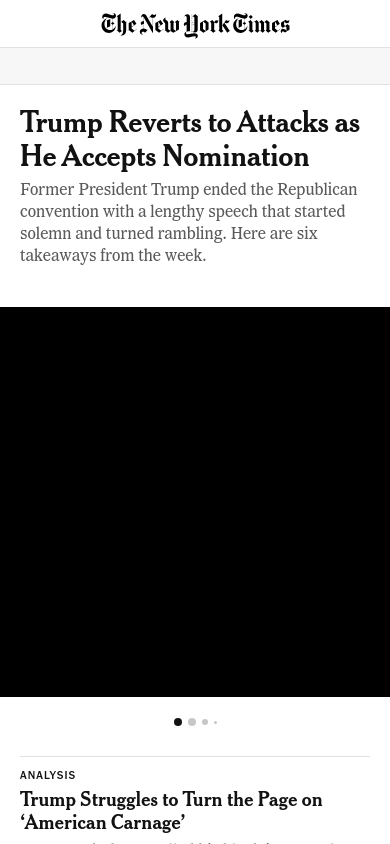 The New York Times
Trump Reverts to Attacks as
He Accepts Nomination
Former President Trump ended the Republican
convention with a lengthy speech that started
solemn and turned rambling. Here are six
takeaways from the week.
ANALYSIS
Trump Struggles to Turn the Page on
‘American Carnage’